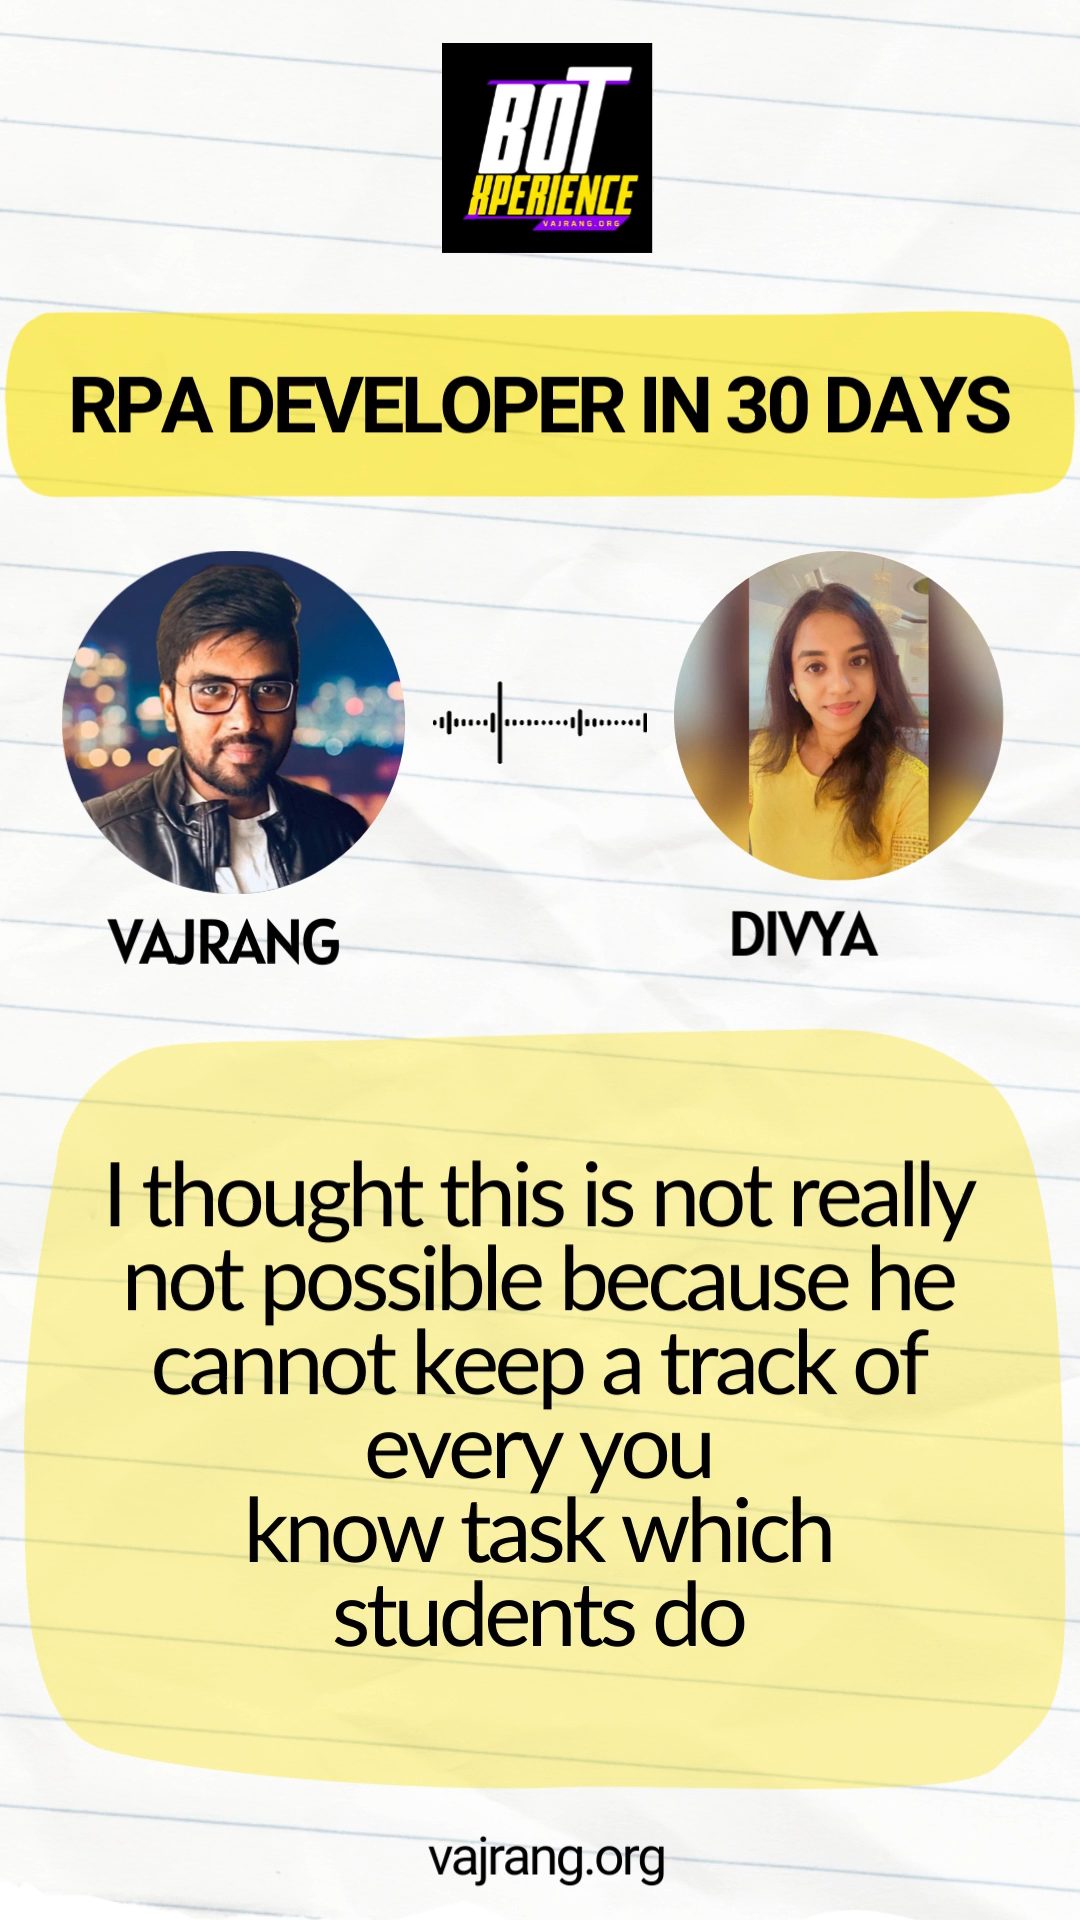 BOT
XPERIENCE
VAJRANG.ORG
RPA DEVELOPER IN 30 DAYS
VAJRANG
DIVYA
I thought this is not really
not possible because he
cannot keep a track of
every you
know task which
students do
vajrang.org